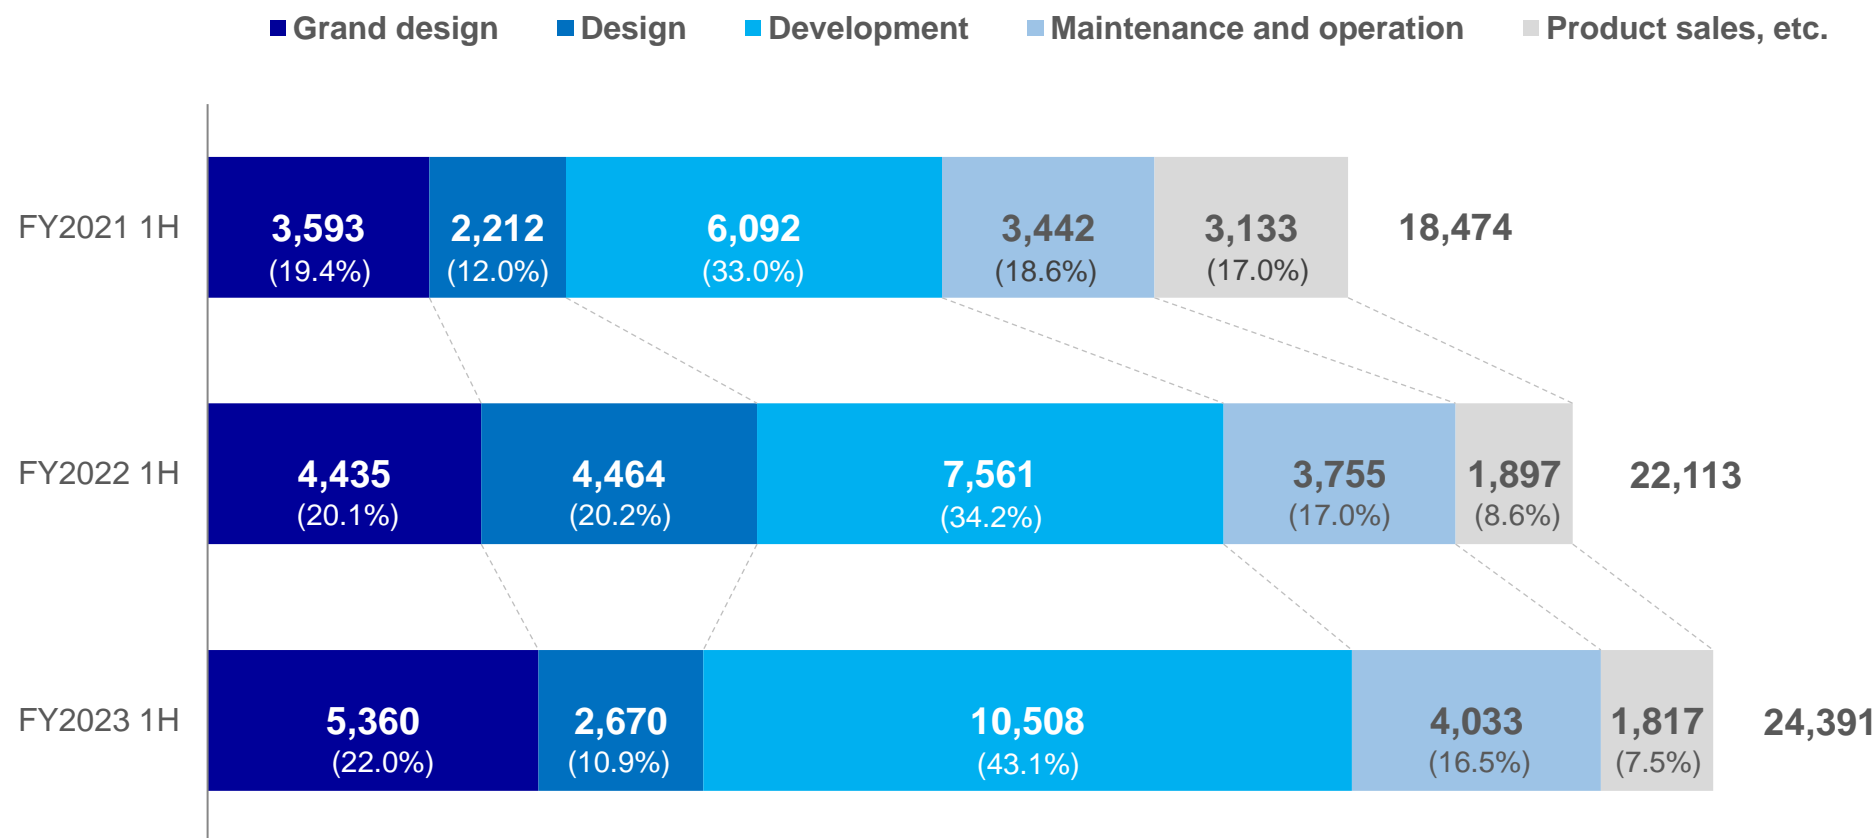 Grand design Design Development Maintenance and operation Product sales, etc.
FY2021 1H 3,593 2,212 6,092 3,442 3,133 18,474
(19.4%) (12.0%) (33.0%) (18.6%) (17.0%)
FY2022 1H 4,435 4,464 7,561 3,755 1,897 22,113
(20.1%) (20.2%) (34.2%) (17.0%) (8.6%)
FY2023 1H 5,360 2,670 10,508 4,033 1,817 24,391
(22.0%) (10.9%) (43.1%) (16.5%) (7.5%)